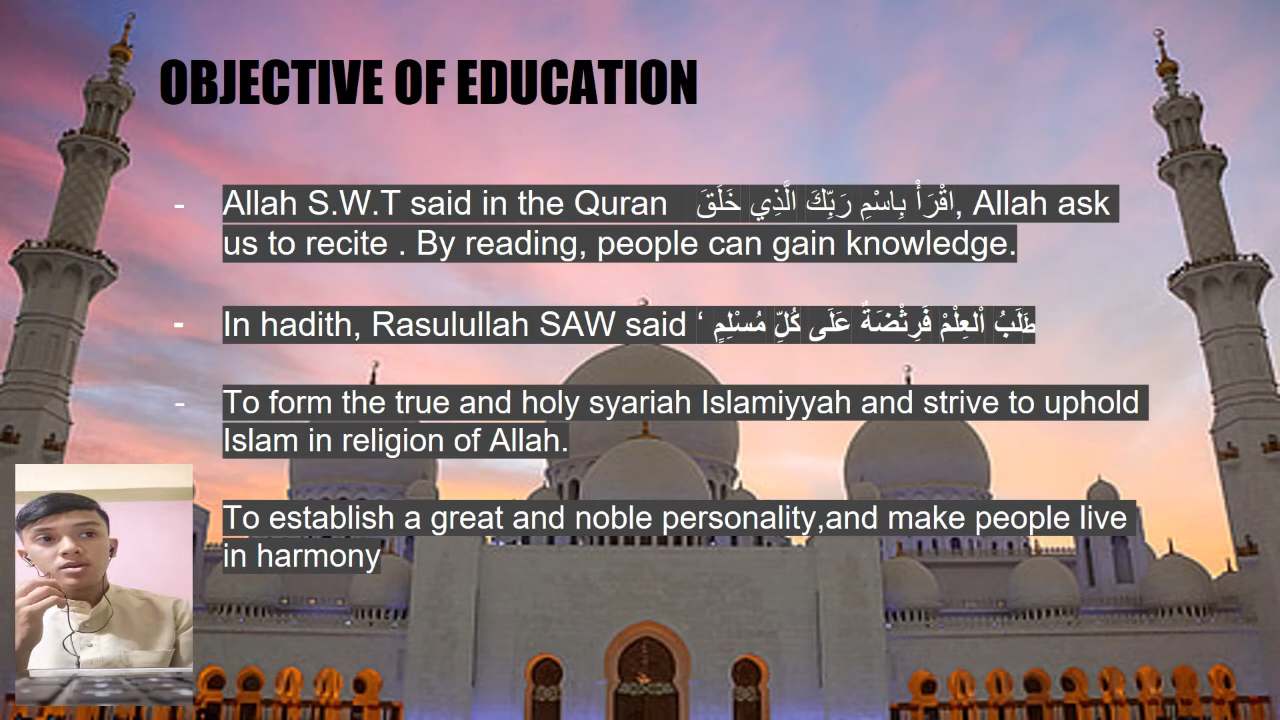 OBJECTIVE OF EDUCATION
- Allah S.W.T said in the Quran اقْرَأْ بِاسْمِ رَبِّكَ الَّذِي خَلَقَ, Allah ask
us to recite . By reading, people can gain knowledge.
- In hadith, Rasulullah SAW said ‘ طَلَبُ اْلعِلْمْ فَرِثْضَةٌ عَلَى كُلِّ مُسْلِمٍ
- To form the true and holy syariah Islamiyyah and strive to uphold
Islam in religion of Allah.
To establish a great and noble personality,and make people live
in harmony